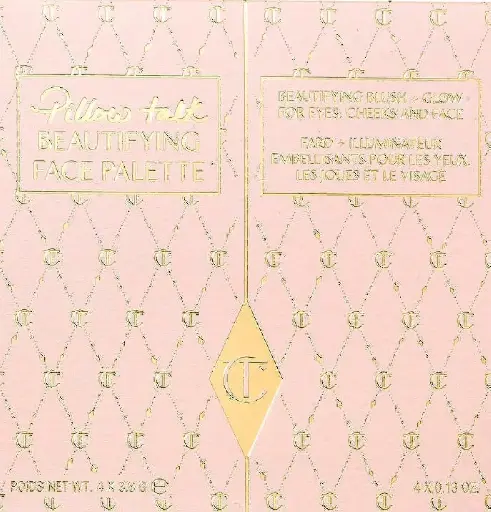 Pillow talk
BEAUTIFYING
FACE PALETTE
BEAUTIFYING BLUSH + GLOW
FOR EYES, CHEEKS AND FACE
FARD + ILLUMINATEUR
EMBELLISSANTS POUR LES YEUX,
LES JOUES ET LE VISAGE
CT
POIDS NET WT. 4 X 3.6 G ℮
4 X 0.13 OZ